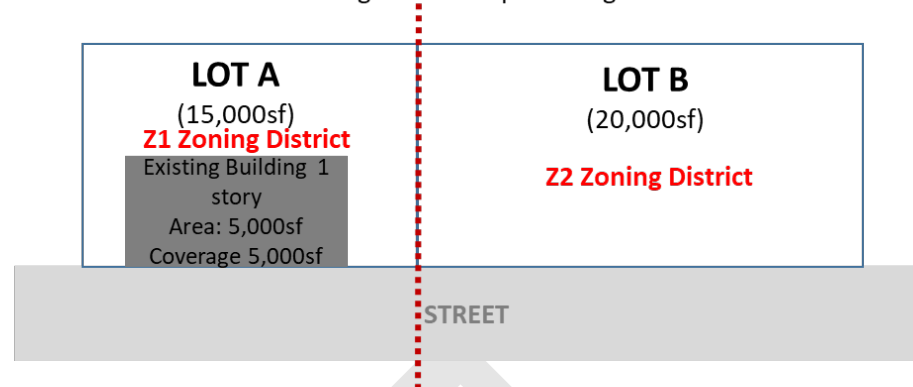 LOT A
(15,000sf)
Z1 Zoning District
Existing Building 1
story
Area: 5,000sf
Coverage 5,000sf
LOT B
(20,000sf)
Z2 Zoning District
STREET